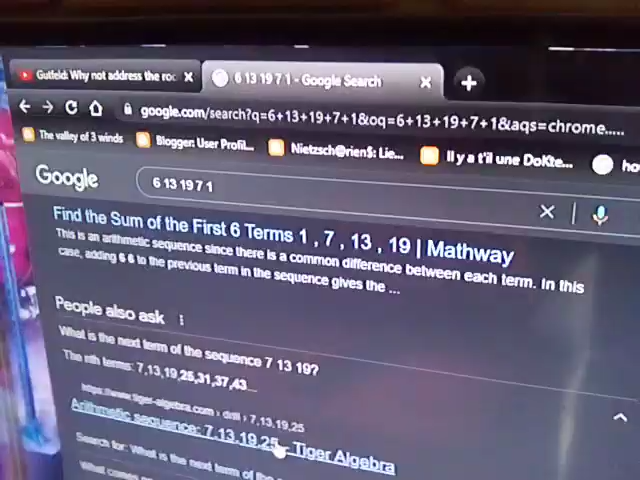 Gutfeld: Why not address the roc
6 13 19 7 1 - Google Search
google.com/search?q=6+13+19+7+1&oq=6+13+19+7+1&aqs=chrome.....
The valley of 3 winds
Blogger: User Profil...
Nietzsch@rien$: Lie...
Il y a t'il une DoKte...
ho
Google
6 13 19 7 1
Find the Sum of the First 6 Terms 1 , 7 , 13 , 19 | Mathway
This is an arithmetic sequence since there is a common difference between each term. In this
case, adding 6 6 to the previous term in the sequence gives the ...
People also ask
What is the next term of the sequence 7 13 19?
The nth terms: 7,13,19,25,31,37,43...
https://www.tiger-algebra.com › drill › 7,13,19,25
Arithmetic sequence: 7,13,19,25 - Tiger Algebra
Search for: What is the next term of the
What comes